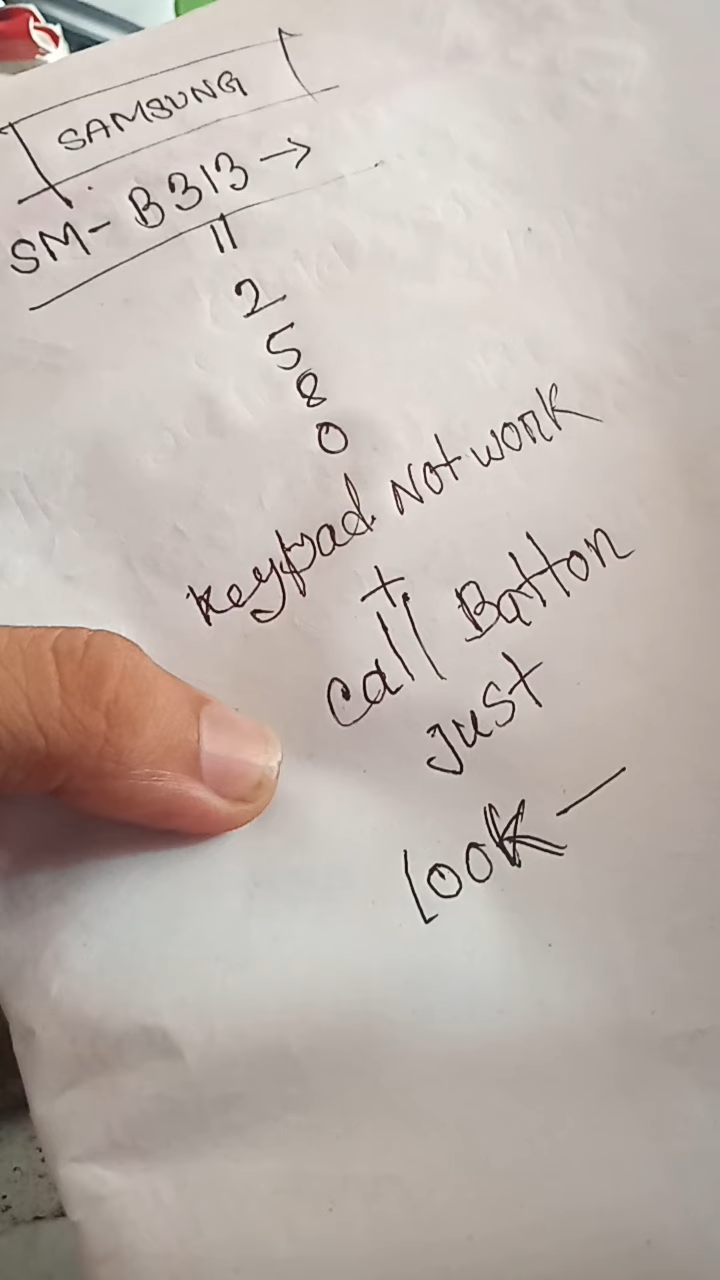 SAMSUNG
SM-B313 →
11
2
5
8
0
Keypad Not work
+
Call Batton
Just
look —